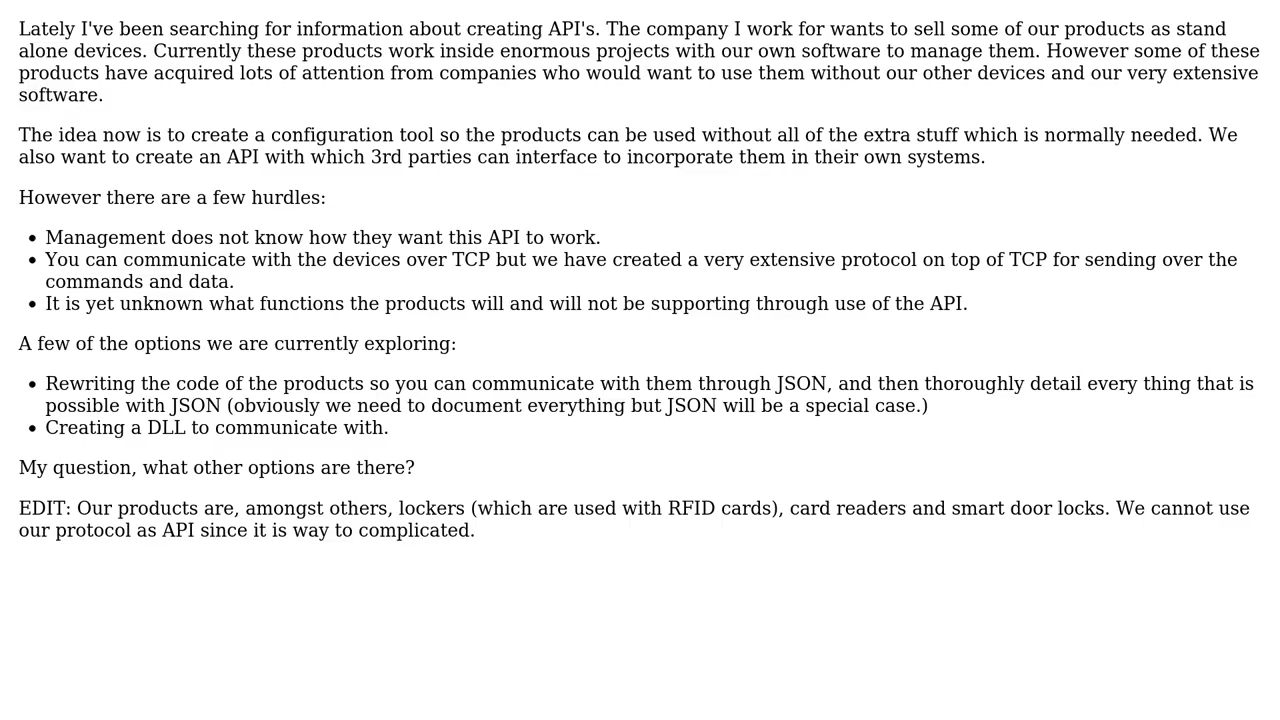 Lately I've been searching for information about creating API's. The company I work for wants to sell some of our products as stand
alone devices. Currently these products work inside enormous projects with our own software to manage them. However some of these
products have acquired lots of attention from companies who would want to use them without our other devices and our very extensive
software.
The idea now is to create a configuration tool so the products can be used without all of the extra stuff which is normally needed. We
also want to create an API with which 3rd parties can interface to incorporate them in their own systems.
However there are a few hurdles:
• Management does not know how they want this API to work.
• You can communicate with the devices over TCP but we have created a very extensive protocol on top of TCP for sending over the
commands and data.
• It is yet unknown what functions the products will and will not be supporting through use of the API.
A few of the options we are currently exploring:
• Rewriting the code of the products so you can communicate with them through JSON, and then thoroughly detail every thing that is
possible with JSON (obviously we need to document everything but JSON will be a special case.)
• Creating a DLL to communicate with.
My question, what other options are there?
EDIT: Our products are, amongst others, lockers (which are used with RFID cards), card readers and smart door locks. We cannot use
our protocol as API since it is way to complicated.